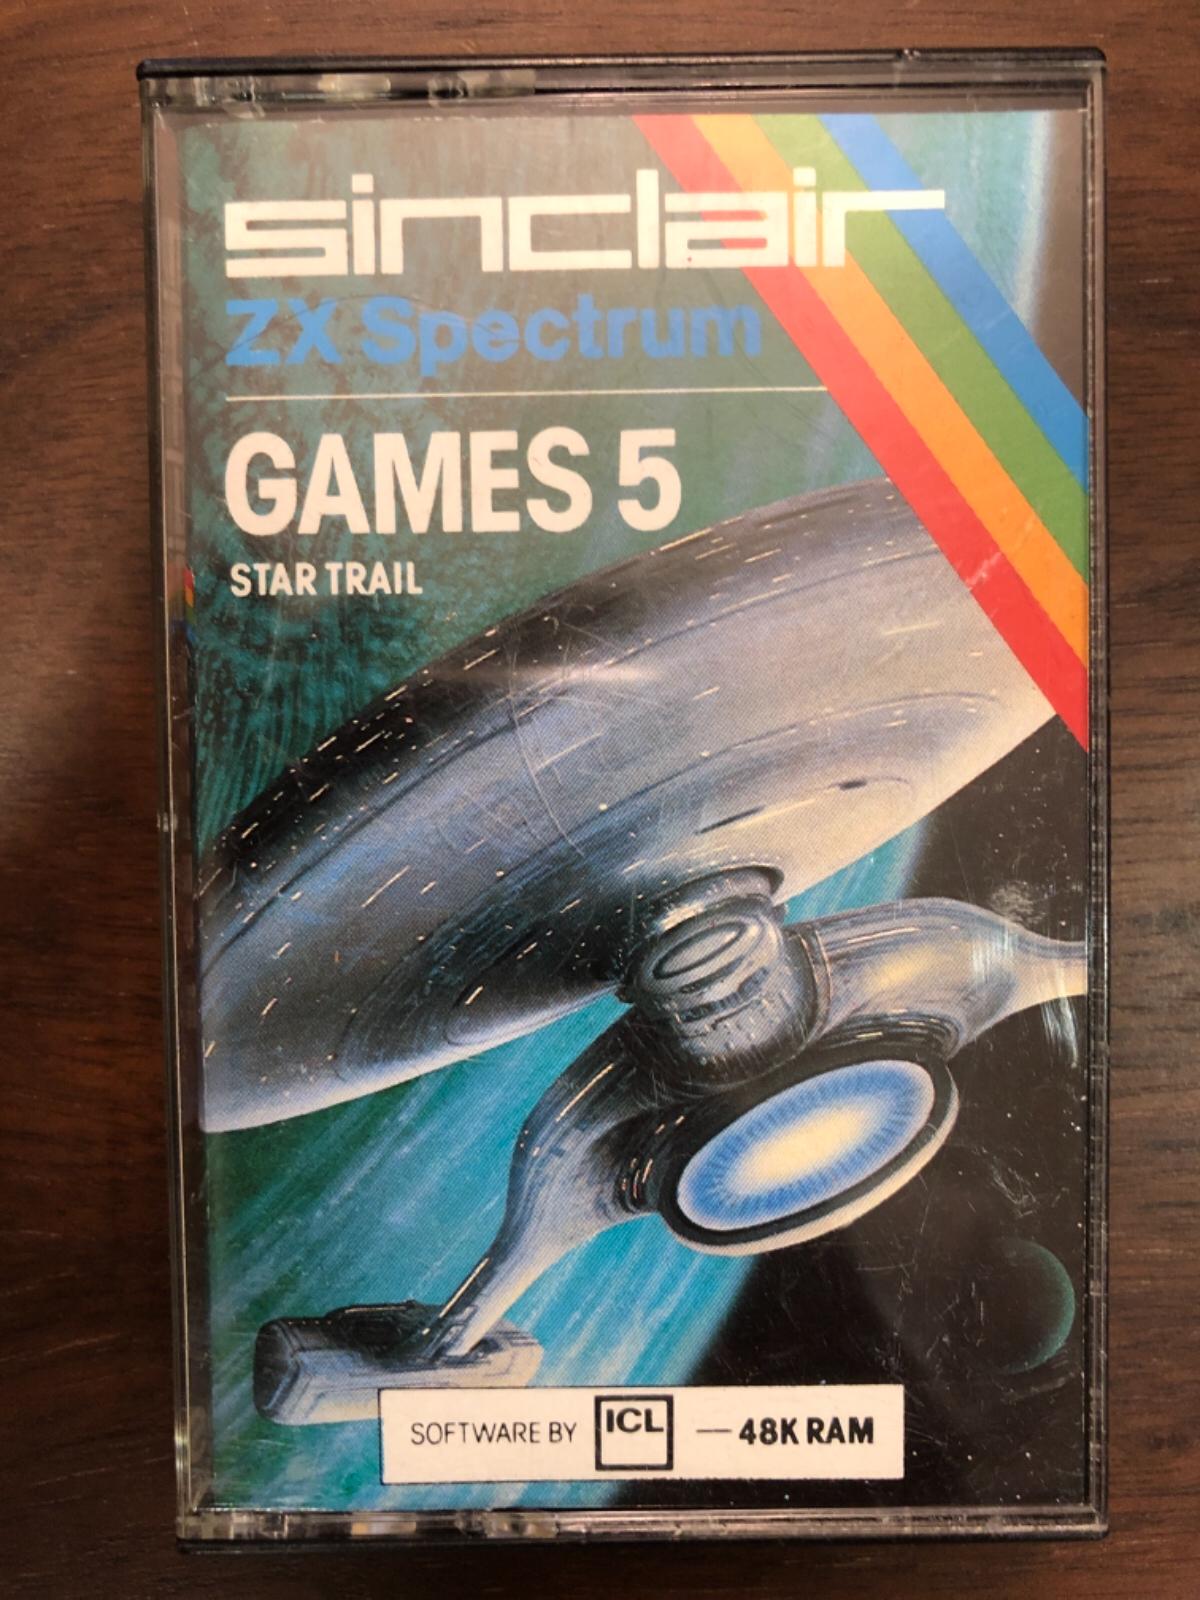 sinclair
ZX Spectrum
GAMES 5
STAR TRAIL
SOFTWARE BY ICL — 48K RAM